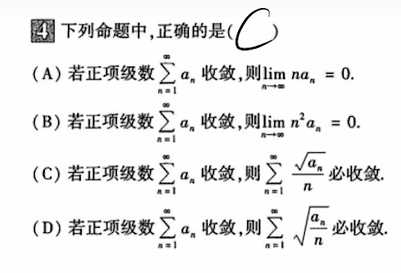 4 下列命题中,正确的是( C )
(A) 若正项级数 $\sum_{n=1}^{\infty} a_n$ 收敛,则 $\lim_{n \to \infty} na_n = 0$.
(B) 若正项级数 $\sum_{n=1}^{\infty} a_n$ 收敛,则 $\lim_{n \to \infty} n^2 a_n = 0$.
(C) 若正项级数 $\sum_{n=1}^{\infty} a_n$ 收敛,则 $\sum_{n=1}^{\infty} \frac{\sqrt{a_n}}{n}$ 必收敛.
(D) 若正项级数 $\sum_{n=1}^{\infty} a_n$ 收敛,则 $\sum_{n=1}^{\infty} \sqrt{\frac{a_n}{n}}$ 必收敛.